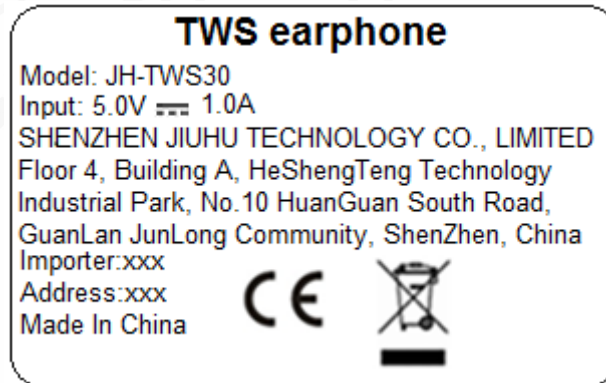 TWS earphone
Model: JH-TWS30
Input: 5.0V ⎓ 1.0A
SHENZHEN JIUHU TECHNOLOGY CO., LIMITED
Floor 4, Building A, HeShengTeng Technology
Industrial Park, No.10 HuanGuan South Road,
GuanLan JunLong Community, ShenZhen, China
Importer:xxx
Address:xxx
Made In China
CE